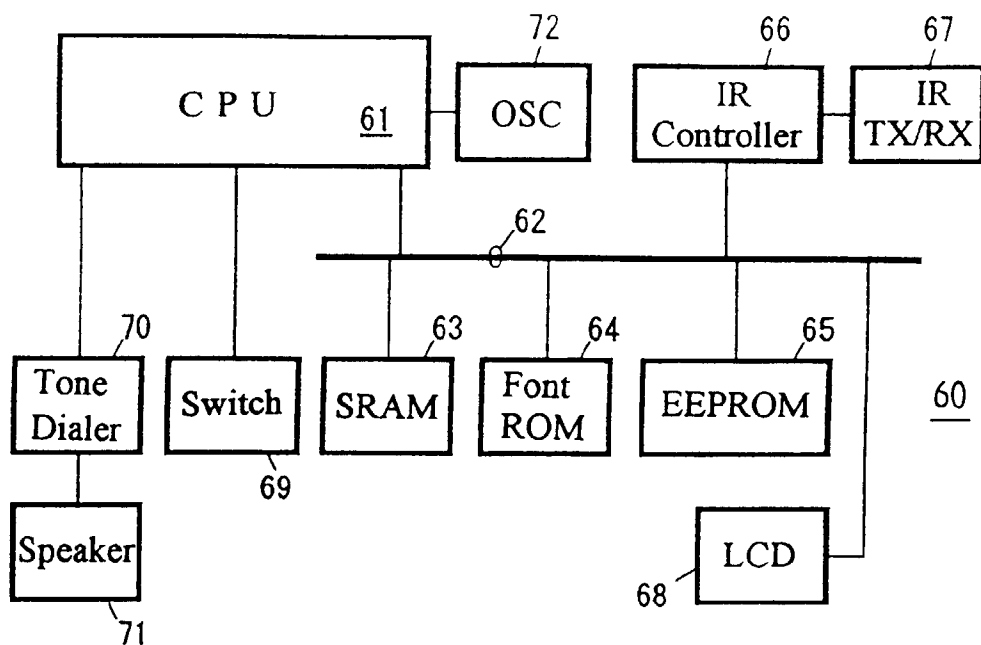 72
66
67
C P U
61
OSC
IR
Controller
IR
TX/RX
62
70
63
64
65
Tone
Dialer
Switch
SRAM
Font
ROM
EEPROM
60
69
Speaker
LCD
68
71